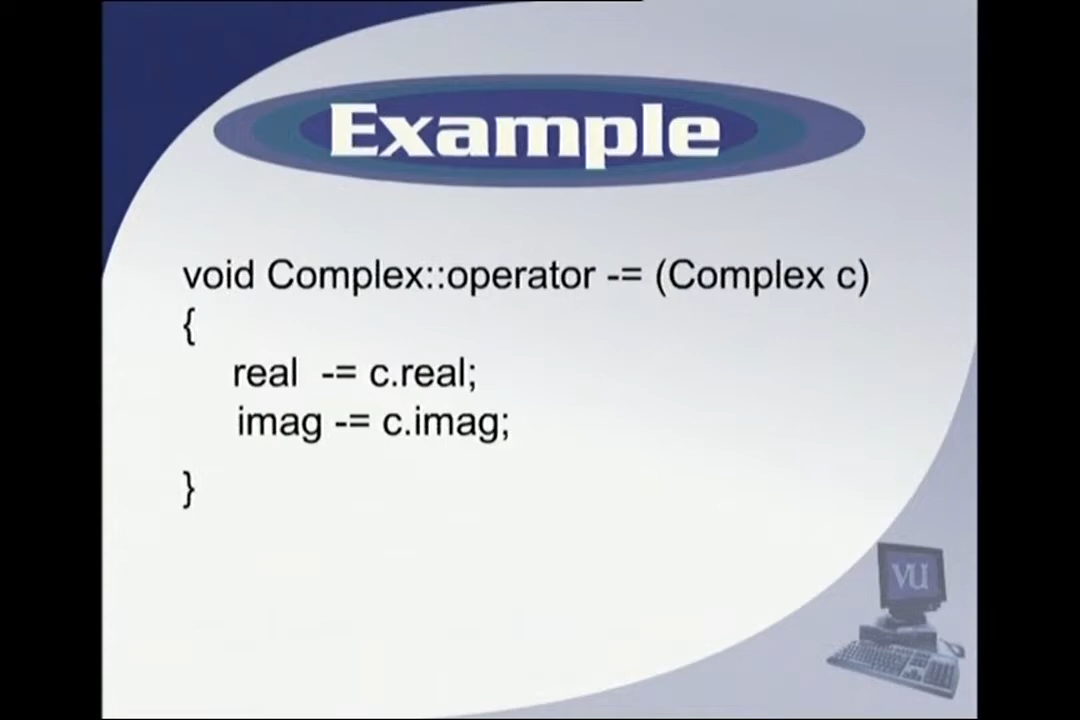 Example
void Complex::operator -= (Complex c)
{
real -= c.real;
imag -= c.imag;
}
VU